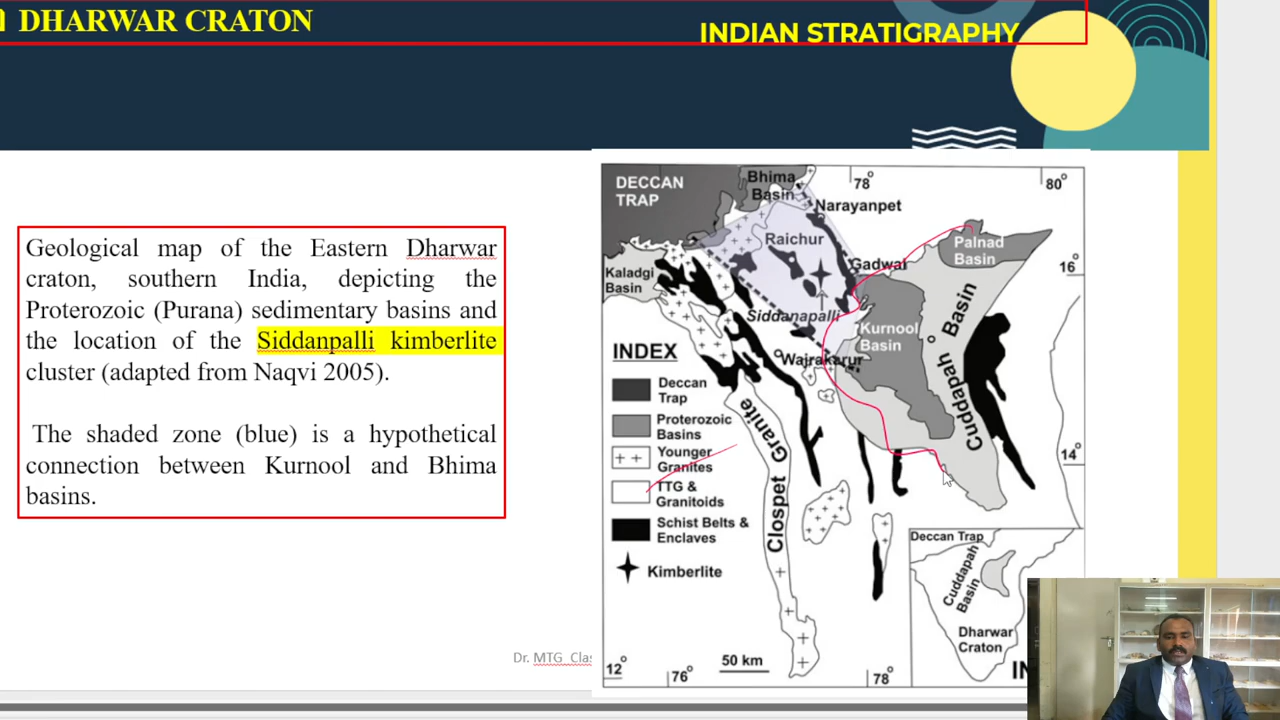 DHARWAR CRATON
INDIAN STRATIGRAPHY
Geological map of the Eastern Dharwar
craton, southern India, depicting the
Proterozoic (Purana) sedimentary basins and
the location of the Siddanpalli kimberlite
cluster (adapted from Naqvi 2005).
The shaded zone (blue) is a hypothetical
connection between Kurnool and Bhima
basins.
DECCAN
TRAP
Bhima
Basin
78°
80°
Narayanpet
Raichur
Palnad
Basin
Gadwal
16°
Kaladgi
Basin
Siddanapalli
Kurnool
Basin
Cuddapah Basin
Wajrakarur
INDEX
Deccan
Trap
Proterozoic
Basins
Younger
Granites
TTG &
Granitoids
Schist Belts &
Enclaves
Kimberlite
Clospet Granite
14°
Deccan Trap
Cuddapah
Basin
Dharwar
Craton
IN
50 km
12°
76°
78°
Dr. MTG Clas